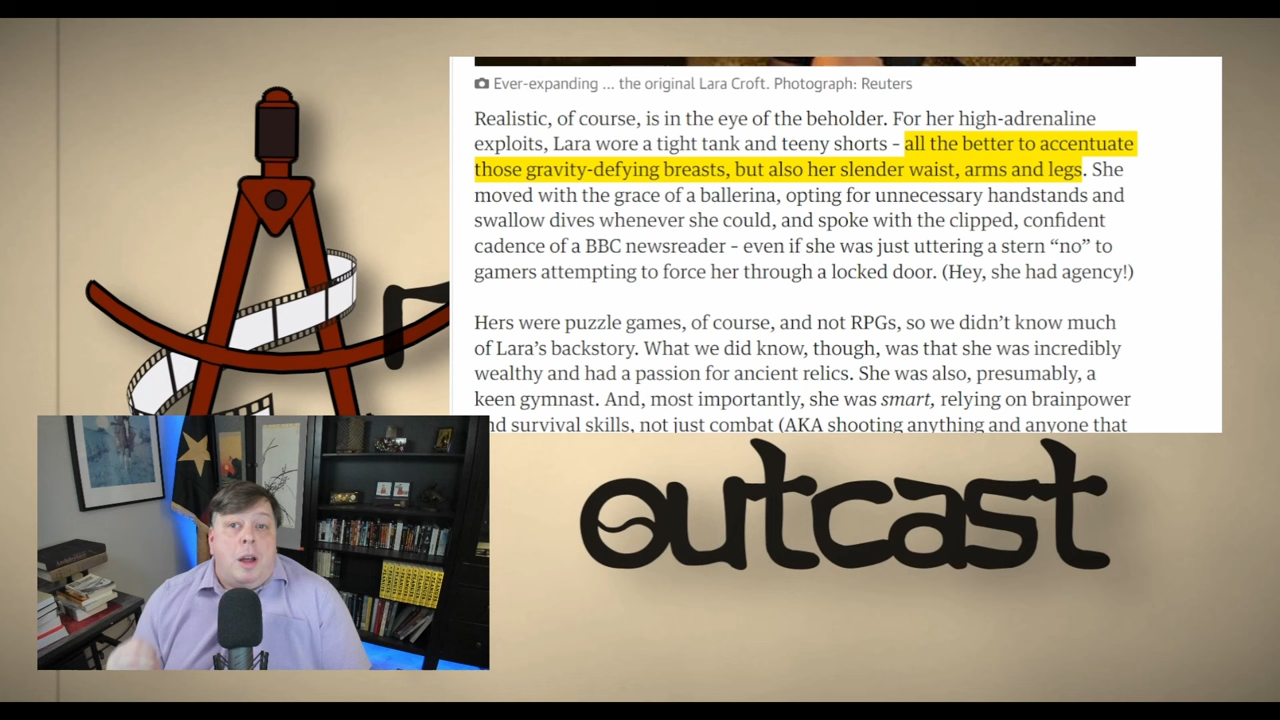 Ever-expanding ... the original Lara Croft. Photograph: Reuters
Realistic, of course, is in the eye of the beholder. For her high-adrenaline
exploits, Lara wore a tight tank and teeny shorts – all the better to accentuate
those gravity-defying breasts, but also her slender waist, arms and legs. She
moved with the grace of a ballerina, opting for unnecessary handstands and
swallow dives whenever she could, and spoke with the clipped, confident
cadence of a BBC newsreader – even if she was just uttering a stern “no” to
gamers attempting to force her through a locked door. (Hey, she had agency!)
Hers were puzzle games, of course, and not RPGs, so we didn’t know much
of Lara’s backstory. What we did know, though, was that she was incredibly
wealthy and had a passion for ancient relics. She was also, presumably, a
keen gymnast. And, most importantly, she was smart, relying on brainpower
and survival skills, not just combat (AKA shooting anything and anyone that
outcast